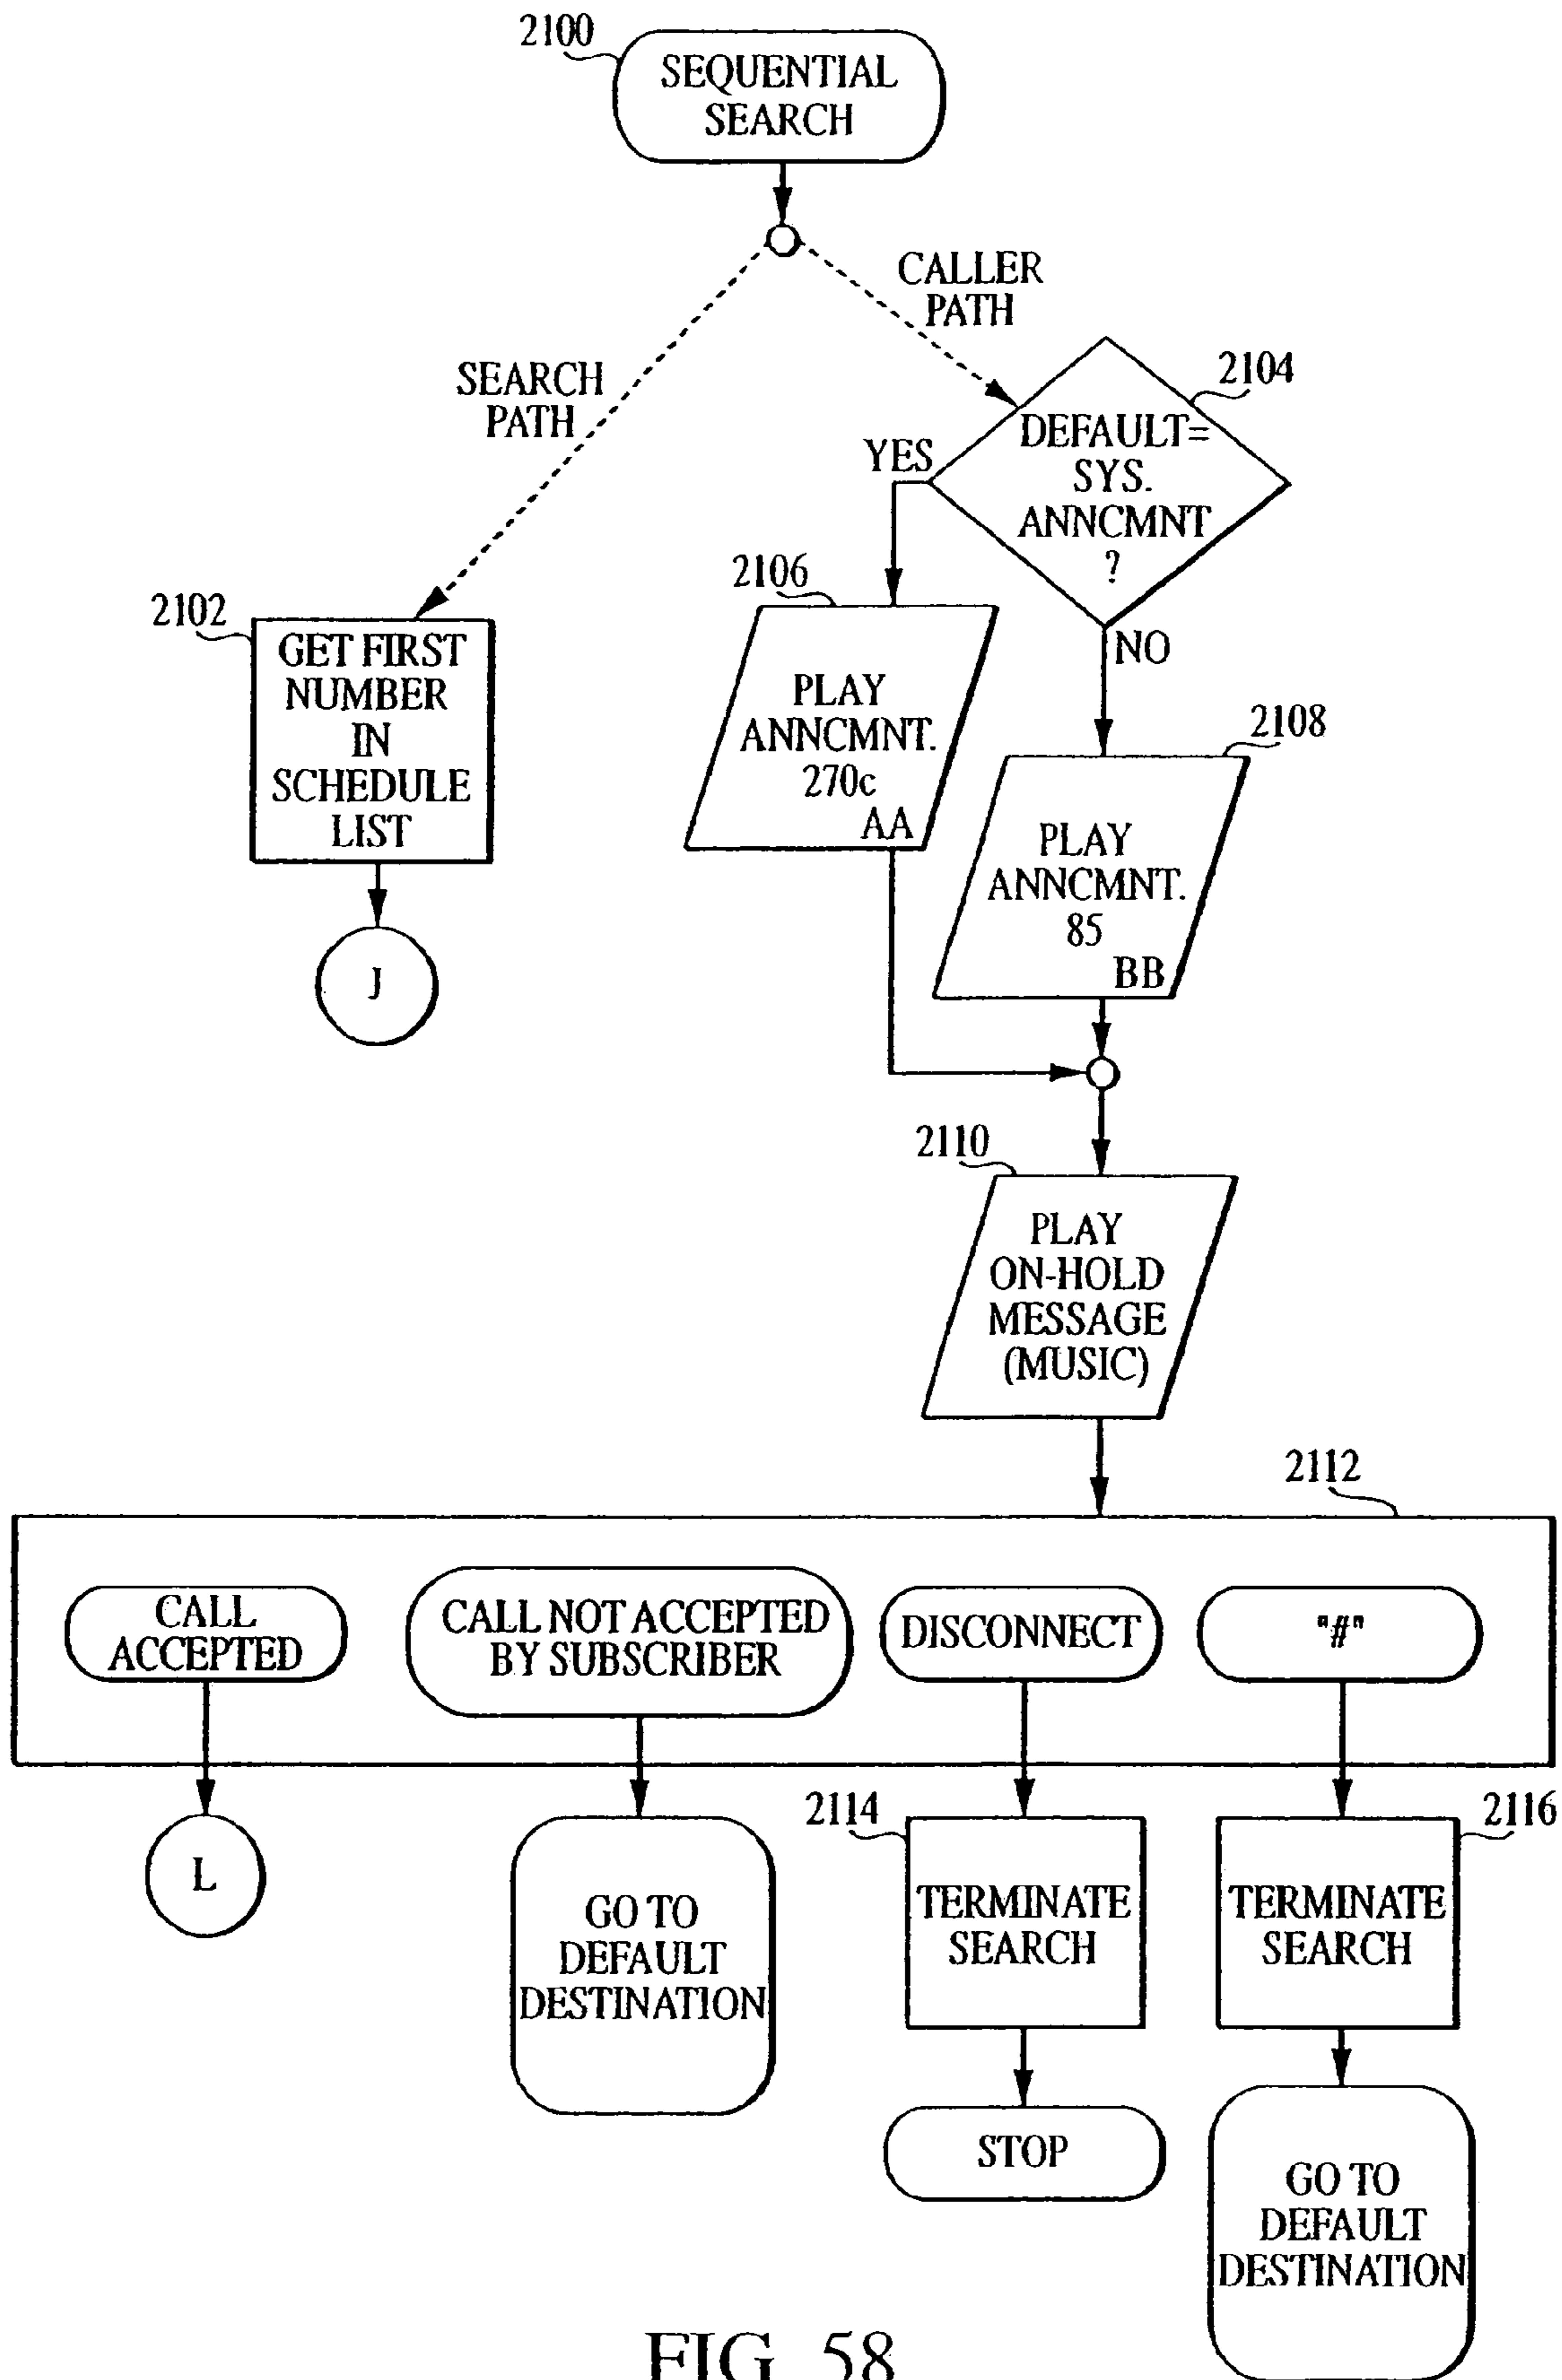 2100
SEQUENTIAL
SEARCH
CALLER
PATH
SEARCH
PATH
2104
DEFAULT=
SYS.
ANNCMNT
?
YES
NO
2102
GET FIRST
NUMBER
IN
SCHEDULE
LIST
J
2106
PLAY
ANNCMNT.
270c
AA
2108
PLAY
ANNCMNT.
85
BB
2110
PLAY
ON-HOLD
MESSAGE
(MUSIC)
2112
CALL
ACCEPTED
CALL NOT ACCEPTED
BY SUBSCRIBER
DISCONNECT
"#"
L
GO TO
DEFAULT
DESTINATION
2114
TERMINATE
SEARCH
STOP
2116
TERMINATE
SEARCH
GO TO
DEFAULT
DESTINATION
FIG. 58